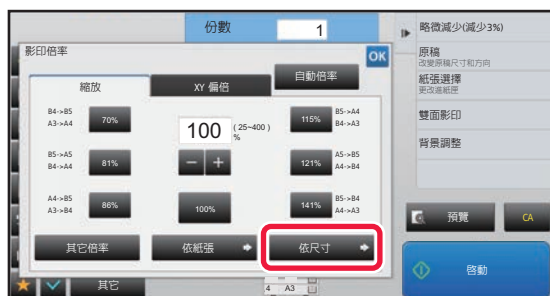 份數
1
影印倍率
OK
縮放
XY 偏倍
自動倍率
B4->B5
A3->A4
70%
100
(25~400)
%
115%
B5->A4
B4->A3
B5->A5
B4->A4
81%
121%
A5->B5
A4->B4
A4->B5
A3->B4
86%
100%
141%
B5->B4
A4->A3
其它倍率
依紙張
依尺寸
其它
4 A3
略微減少(減少3%)
原稿
改變原稿尺寸和方向
紙張選擇
更改進紙匣
雙面影印
背景調整
預覽
CA
啓動